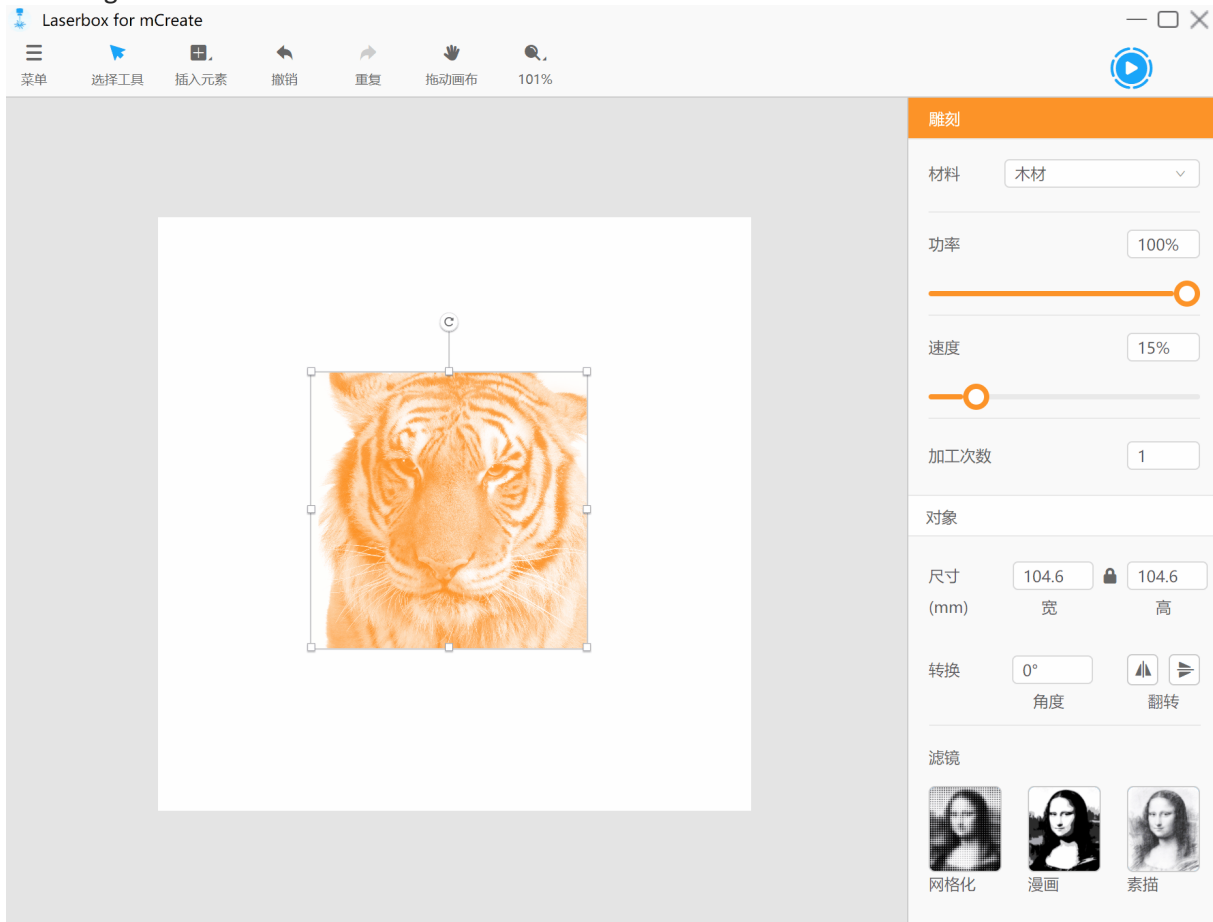 Laserbox for mCreate
菜单 选择工具 插入元素 撤销 重复 拖动画布 101%
雕刻
材料 木材
功率 100%
速度 15%
加工次数 1
对象
尺寸 104.6 104.6
(mm) 宽 高
转换 0°
角度 翻转
滤镜
网格化 漫画 素描